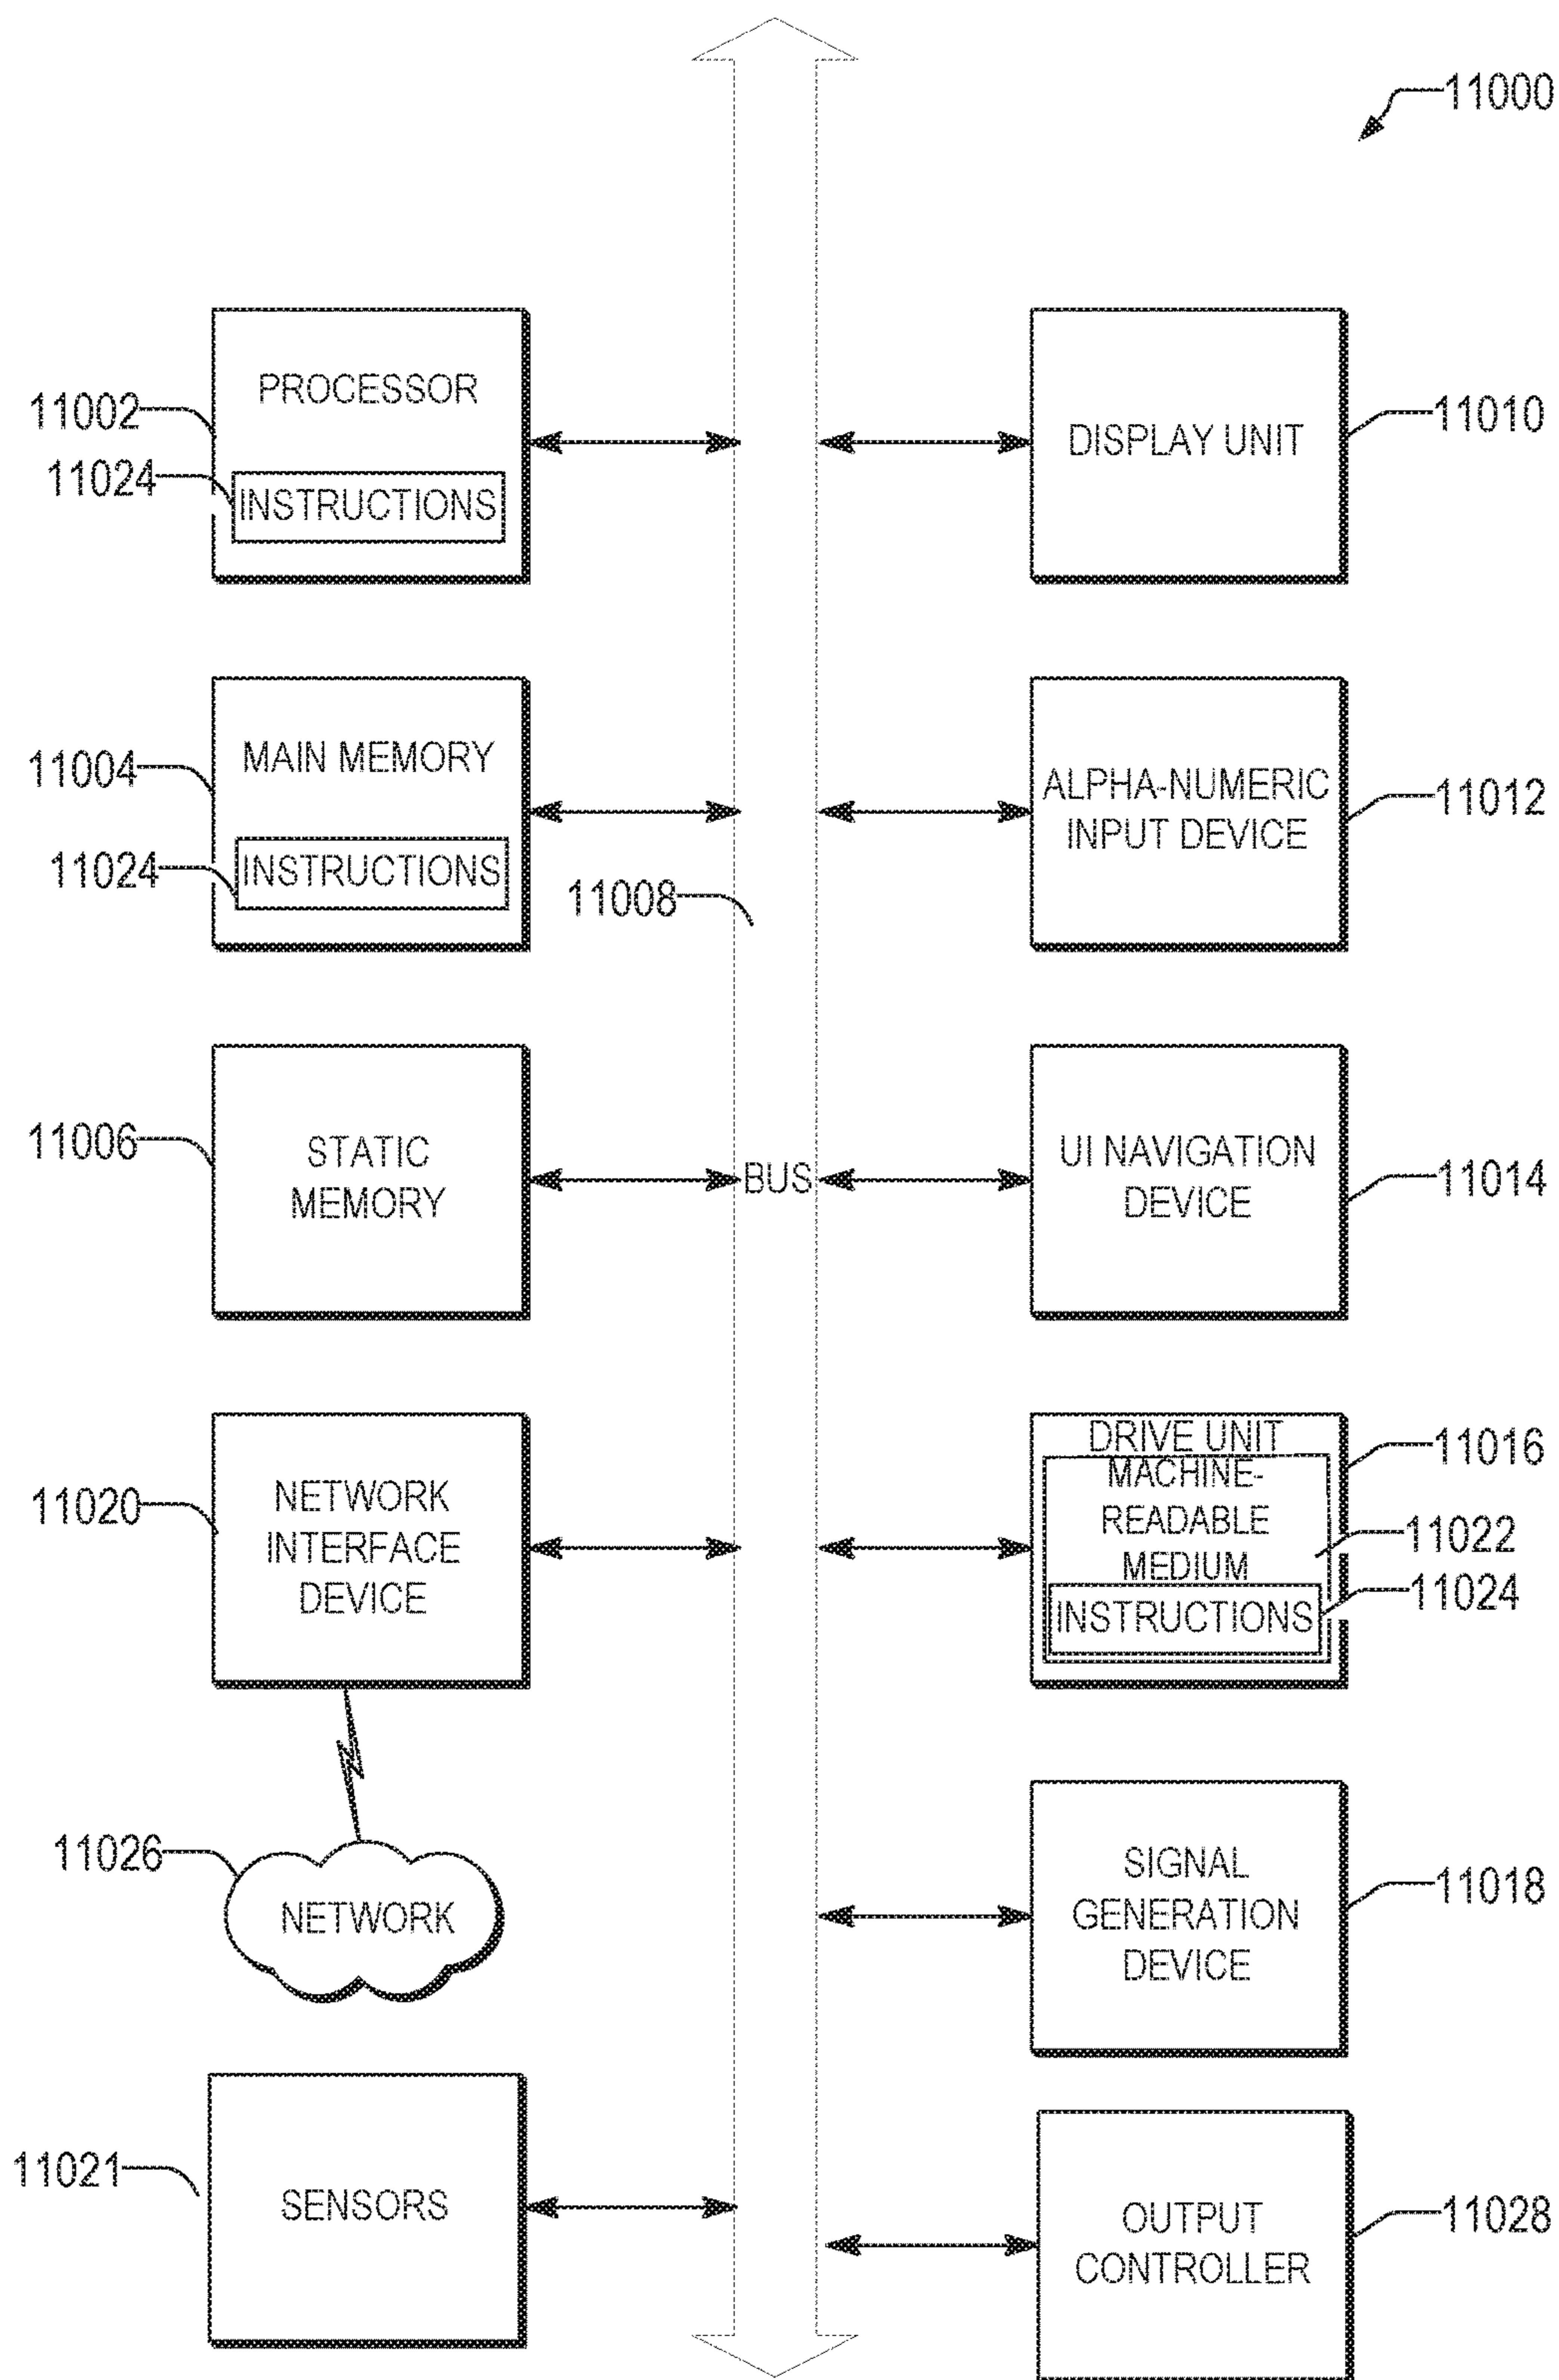 11000
PROCESSOR
11002
11024
INSTRUCTIONS
DISPLAY UNIT
11010
MAIN MEMORY
11004
11024
INSTRUCTIONS
11008
ALPHA-NUMERIC
INPUT DEVICE
11012
11006
STATIC
MEMORY
BUS
UI NAVIGATION
DEVICE
11014
11020
NETWORK
INTERFACE
DEVICE
DRIVE UNIT
11016
MACHINE-
READABLE
MEDIUM
11022
INSTRUCTIONS
11024
11026
NETWORK
SIGNAL
GENERATION
DEVICE
11018
11021
SENSORS
OUTPUT
CONTROLLER
11028